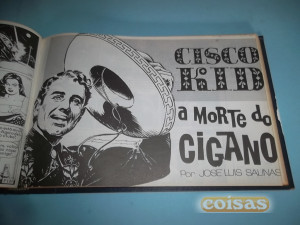 CISCO
KID
a MORTE do
CIGANO
Por JOSE LUIS SALINAS
coisas